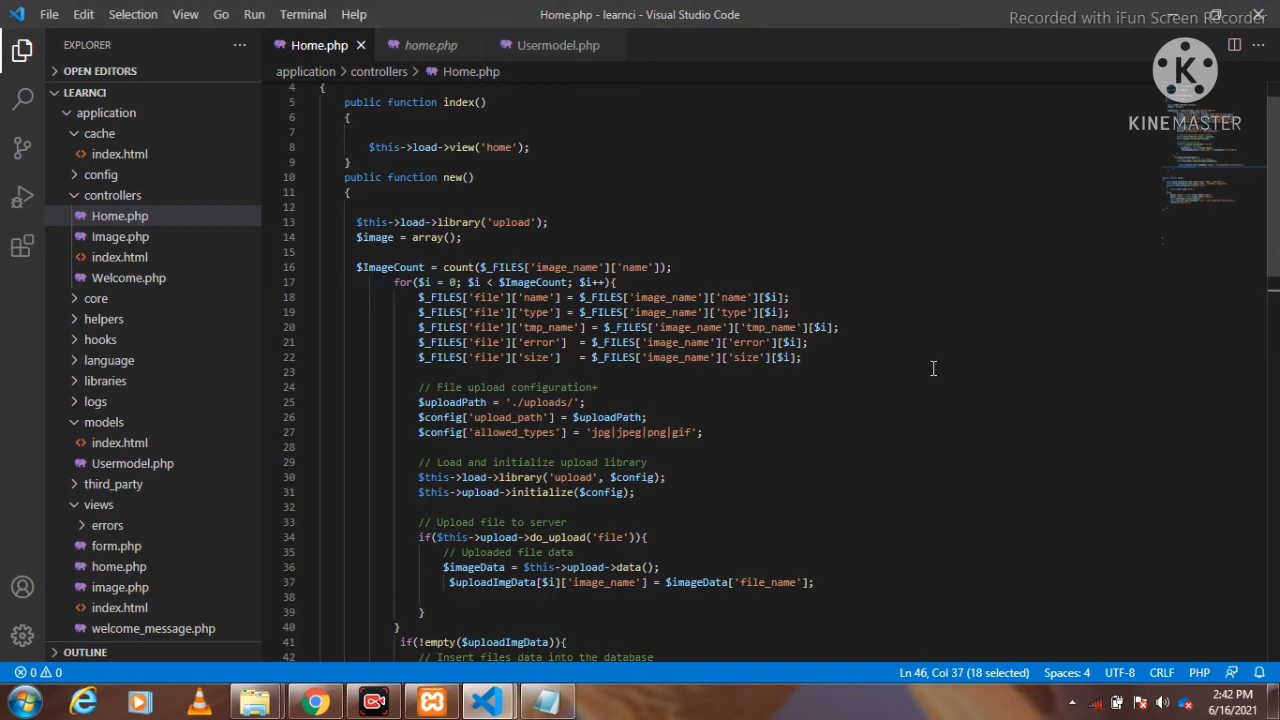 File Edit Selection View Go Run Terminal Help
Home.php - learnci - Visual Studio Code
Recorded with iFun Screen Recorder
EXPLORER
Home.php
home.php
Usermodel.php
K
KINEMASTER
application > controllers > Home.php
OPEN EDITORS
LEARNCI
application
cache
index.html
config
controllers
Home.php
Image.php
index.html
Welcome.php
core
helpers
hooks
language
libraries
logs
models
index.html
Usermodel.php
third_party
views
errors
form.php
home.php
image.php
index.html
welcome_message.php
OUTLINE
4 {
5 public function index()
6 {
7
8 $this->load->view('home');
9 }
10 public function new()
11 {
12
13 $this->load->library('upload');
14 $image = array();
15
16 $ImageCount = count($_FILES['image_name']['name']);
17 for($i = 0; $i < $ImageCount; $i++){
18 $_FILES['file']['name'] = $_FILES['image_name']['name'][$i];
19 $_FILES['file']['type'] = $_FILES['image_name']['type'][$i];
20 $_FILES['file']['tmp_name'] = $_FILES['image_name']['tmp_name'][$i];
21 $_FILES['file']['error'] = $_FILES['image_name']['error'][$i];
22 $_FILES['file']['size'] = $_FILES['image_name']['size'][$i];
23
24 // File upload configuration+
25 $uploadPath = './uploads/';
26 $config['upload_path'] = $uploadPath;
27 $config['allowed_types'] = 'jpg|jpeg|png|gif';
28
29 // Load and initialize upload library
30 $this->load->library('upload', $config);
31 $this->upload->initialize($config);
32
33 // Upload file to server
34 if($this->upload->do_upload('file')){
35 // Uploaded file data
36 $imageData = $this->upload->data();
37 $uploadImgData[$i]['image_name'] = $imageData['file_name'];
38
39 }
40 }
41 if(!empty($uploadImgData)){
42 // Insert files data into the database
0 0
Ln 46, Col 37 (18 selected) Spaces: 4 UTF-8 CRLF PHP
2:42 PM
6/16/2021